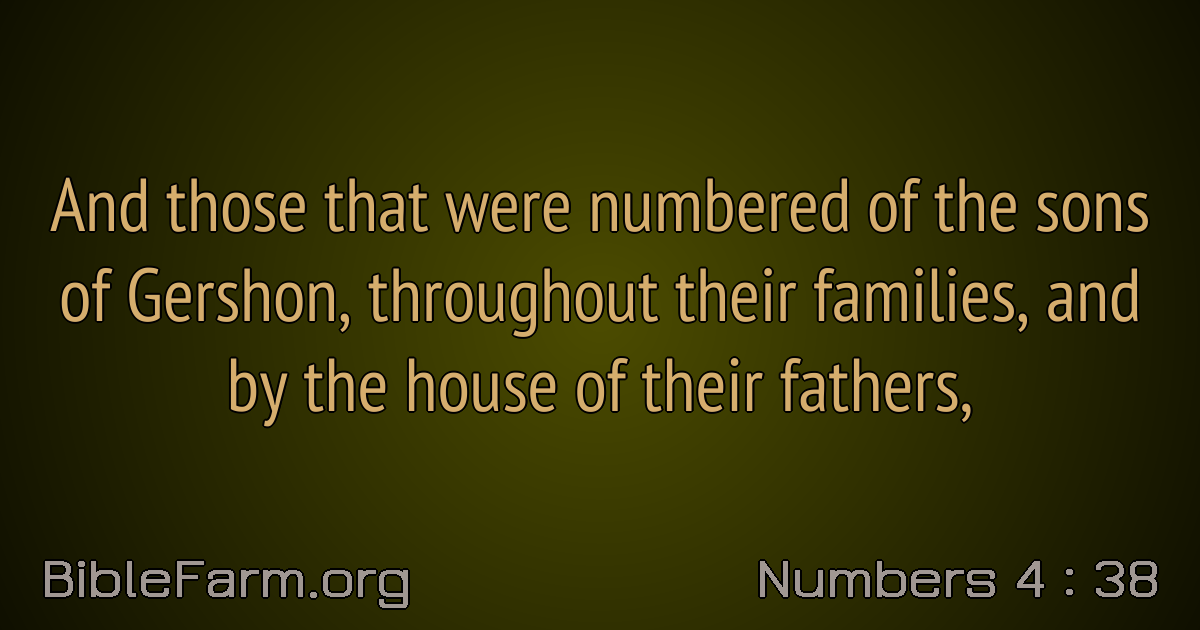 And those that were numbered of the sons
of Gershon, throughout their families, and
by the house of their fathers,
BibleFarm.org
Numbers 4 : 38